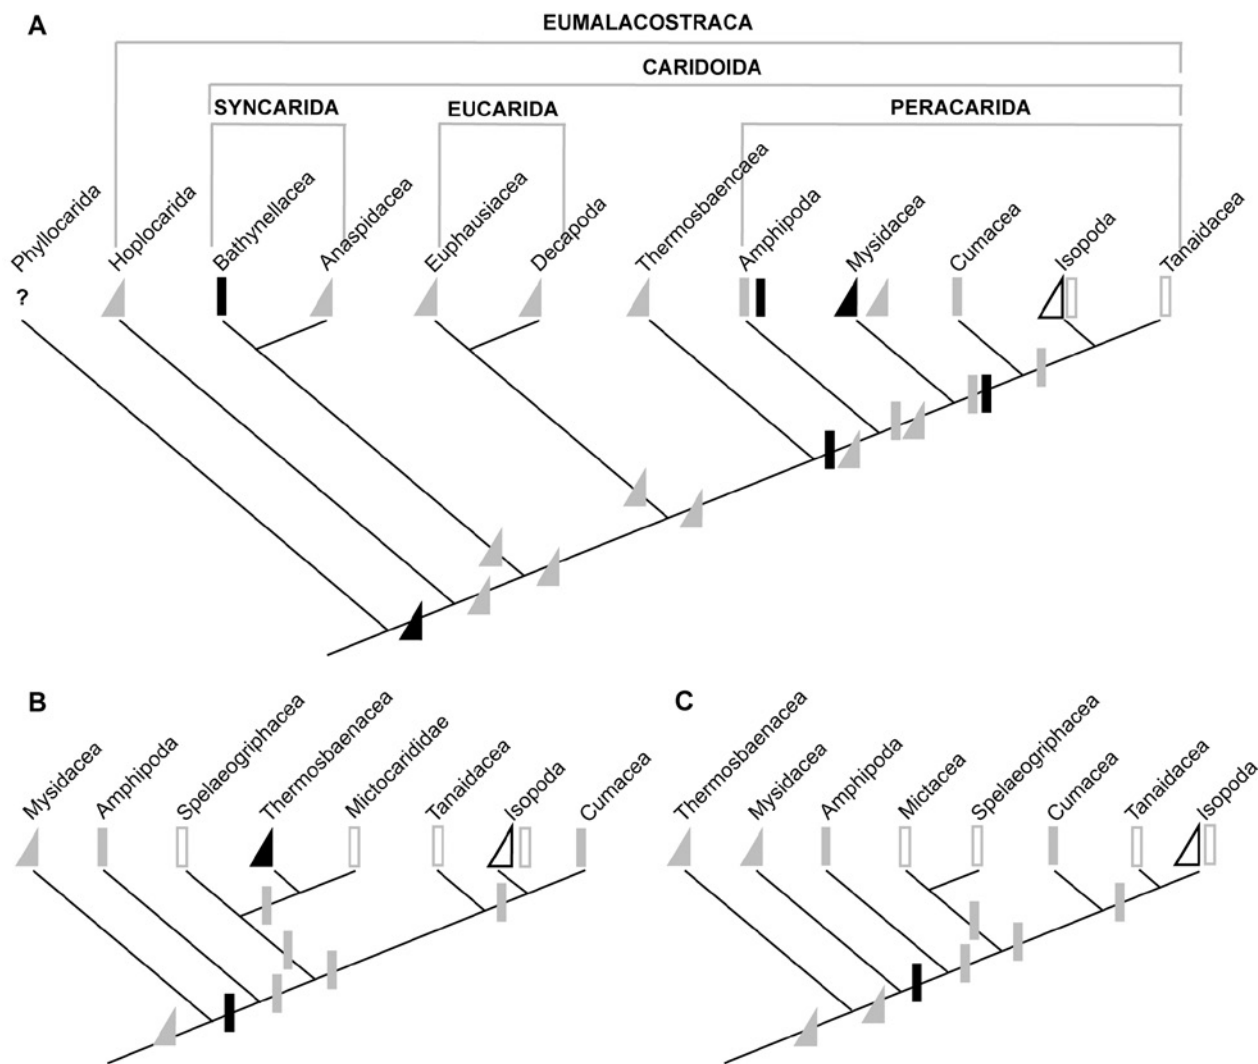 A
EUMALACOSTRACA
CARIDOIDA
SYNCARIDA
EUCARIDA
PERACARIDA
Phyllocarida
Hoplocarida
Bathynellacea
Anaspidacea
Euphausiacea
Decapoda
Thermosbaencaea
Amphipoda
Mysidacea
Cumacea
Isopoda
Tanaidacea
?
B
Mysidacea
Amphipoda
Spelaeogriphacea
Thermosbaenacea
Mictocarididae
Tanaidacea
Isopoda
Cumacea
C
Thermosbaenacea
Mysidacea
Amphipoda
Mictacea
Spelaeogriphacea
Cumacea
Tanaidacea
Isopoda